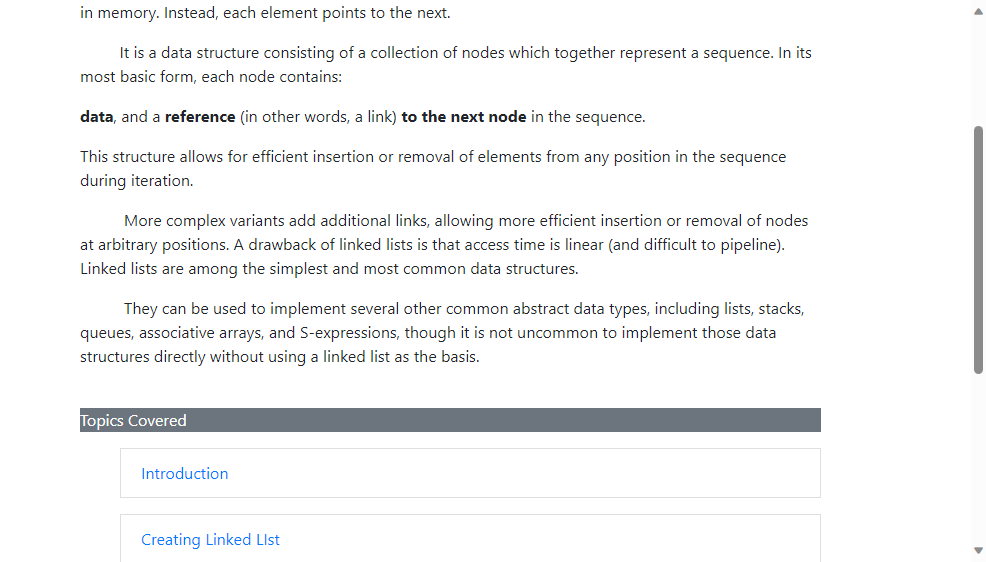 in memory. Instead, each element points to the next.
It is a data structure consisting of a collection of nodes which together represent a sequence. In its
most basic form, each node contains:
data, and a reference (in other words, a link) to the next node in the sequence.
This structure allows for efficient insertion or removal of elements from any position in the sequence
during iteration.
More complex variants add additional links, allowing more efficient insertion or removal of nodes
at arbitrary positions. A drawback of linked lists is that access time is linear (and difficult to pipeline).
Linked lists are among the simplest and most common data structures.
They can be used to implement several other common abstract data types, including lists, stacks,
queues, associative arrays, and S-expressions, though it is not uncommon to implement those data
structures directly without using a linked list as the basis.
Topics Covered
Introduction
Creating Linked LIst